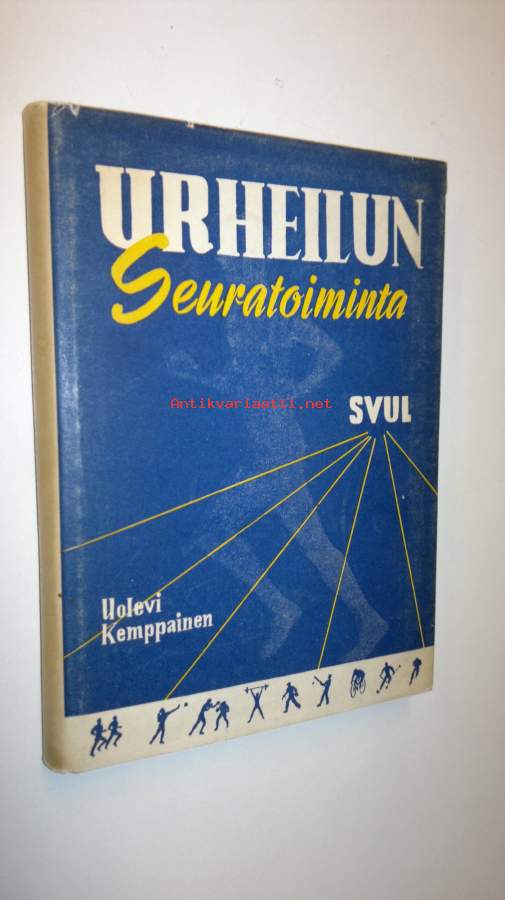 URHEILUN
Seuratoiminta
Antikvariaatti.net
SVUL
Uolevi
Kemppainen